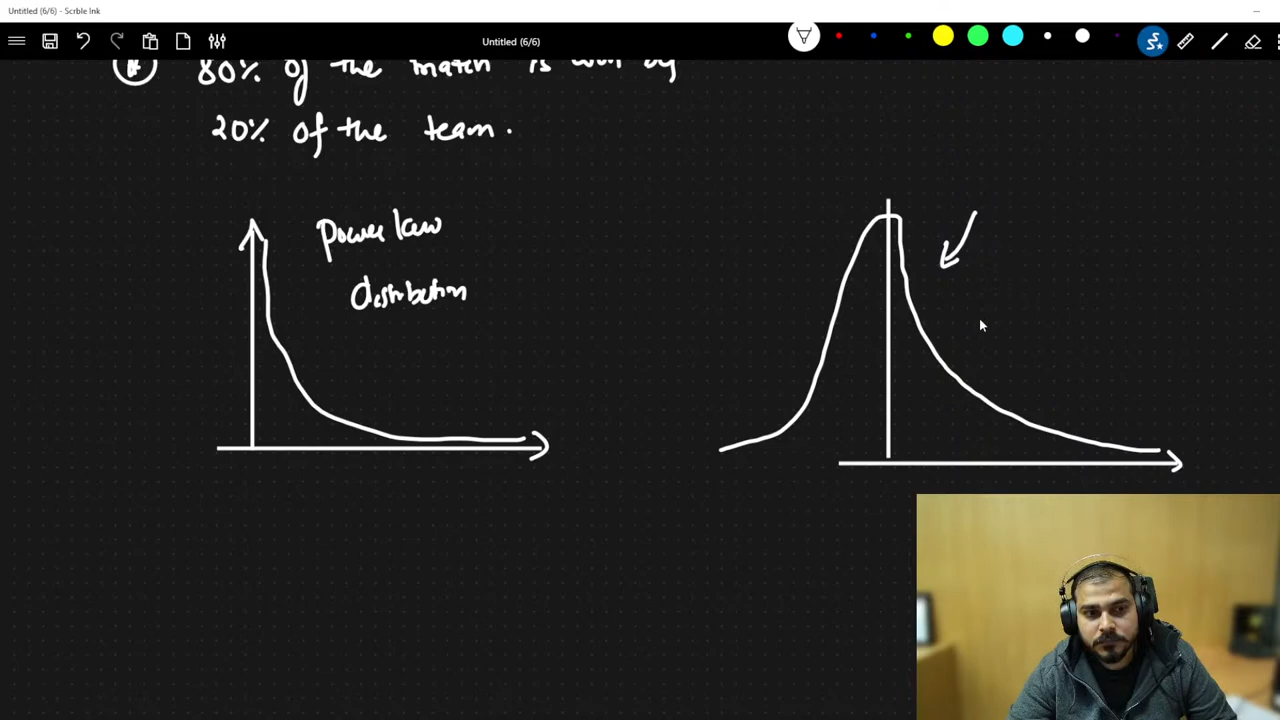 Untitled (6/6) - Scrble Ink
Untitled (6/6)
80% of the match is won by
20% of the team.
power law
distribution